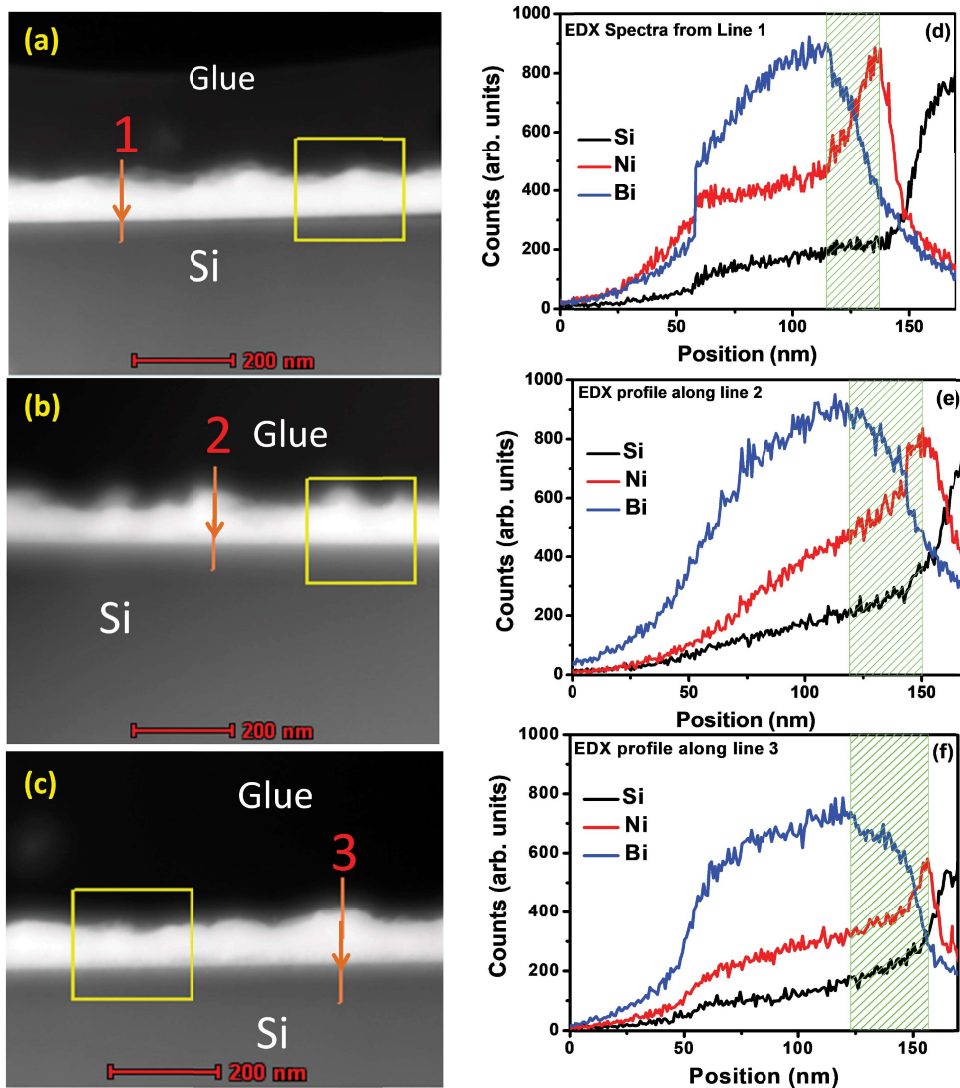 (a)
Glue
1
Si
200 nm
(b)
2
Glue
Si
200 nm
(c)
Glue
3
Si
200 nm
EDX Spectra from Line 1
(d)
Si
Ni
Bi
Counts (arb. units)
1000
800
600
400
200
0
0
50
100
150
Position (nm)
EDX profile along line 2
(e)
Si
Ni
Bi
Counts (arb. units)
1000
800
600
400
200
0
0
50
100
150
Position (nm)
EDX profile along line 3
(f)
Si
Ni
Bi
Counts (arb. units)
1000
800
600
400
200
0
0
50
100
150
Position (nm)